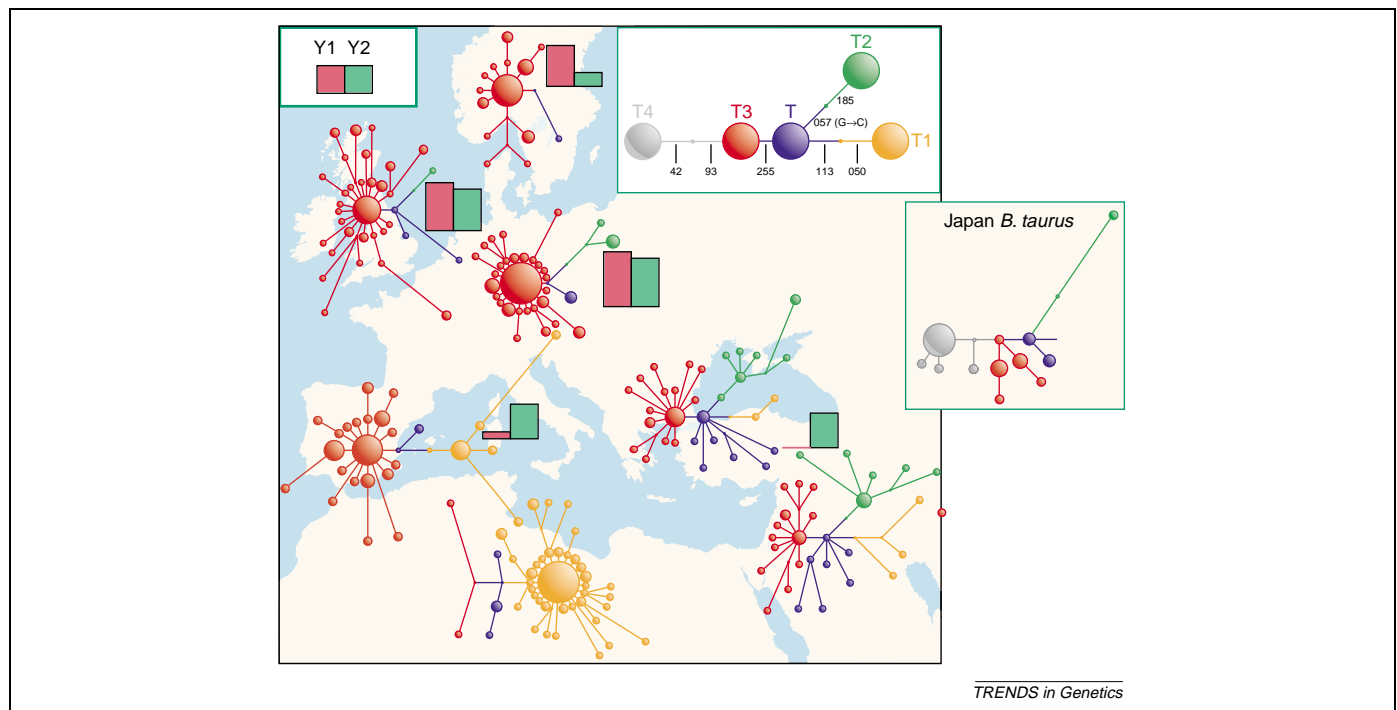 Y1 Y2
T2
185
T4
T3
T
057 (G→C)
T1
42
93
255
113
050
Japan B. taurus
TRENDS in Genetics